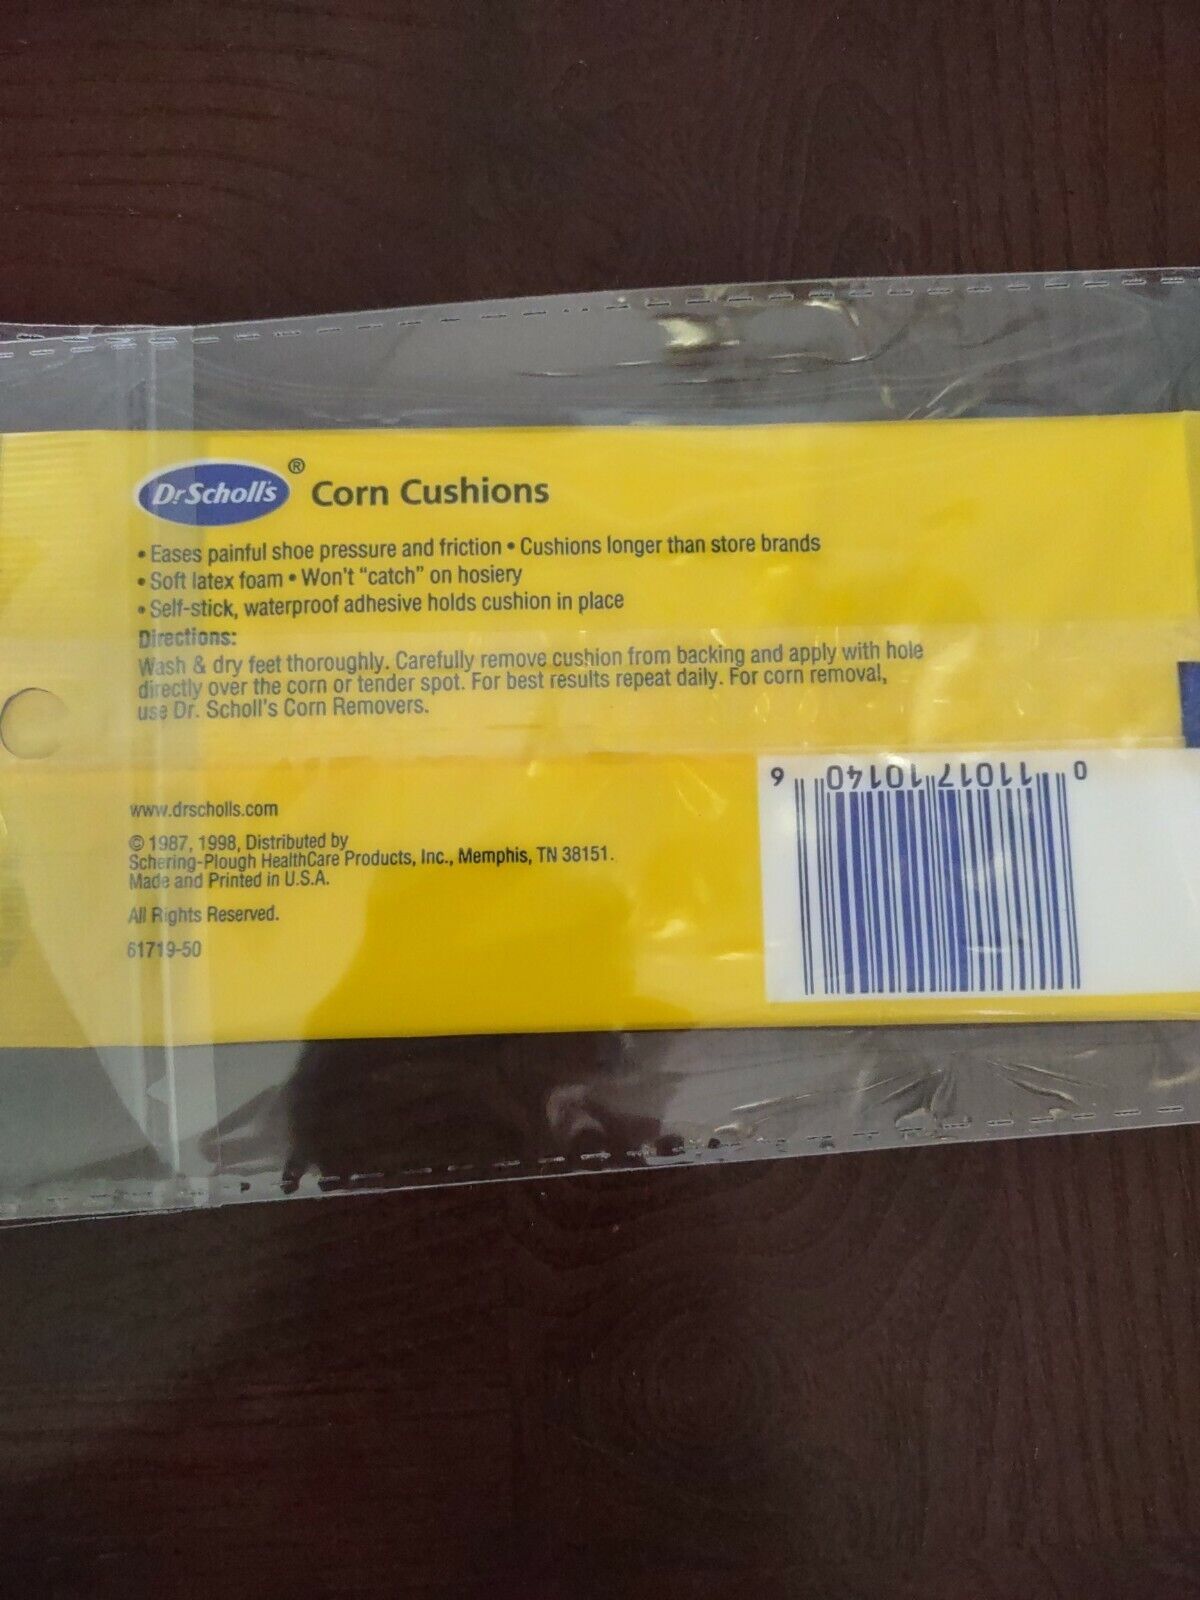 Dr Scholl's® Corn Cushions
• Eases painful shoe pressure and friction • Cushions longer than store brands
• Soft latex foam • Won't "catch" on hosiery
• Self-stick, waterproof adhesive holds cushion in place
Directions:
Wash & dry feet thoroughly. Carefully remove cushion from backing and apply with hole
directly over the corn or tender spot. For best results repeat daily. For corn removal,
use Dr. Scholl's Corn Removers.
www.drscholls.com
© 1987, 1998, Distributed by
Schering-Plough HealthCare Products, Inc., Memphis, TN 38151.
Made and Printed in U.S.A.
All Rights Reserved.
61719-50
0 11017 10140 6